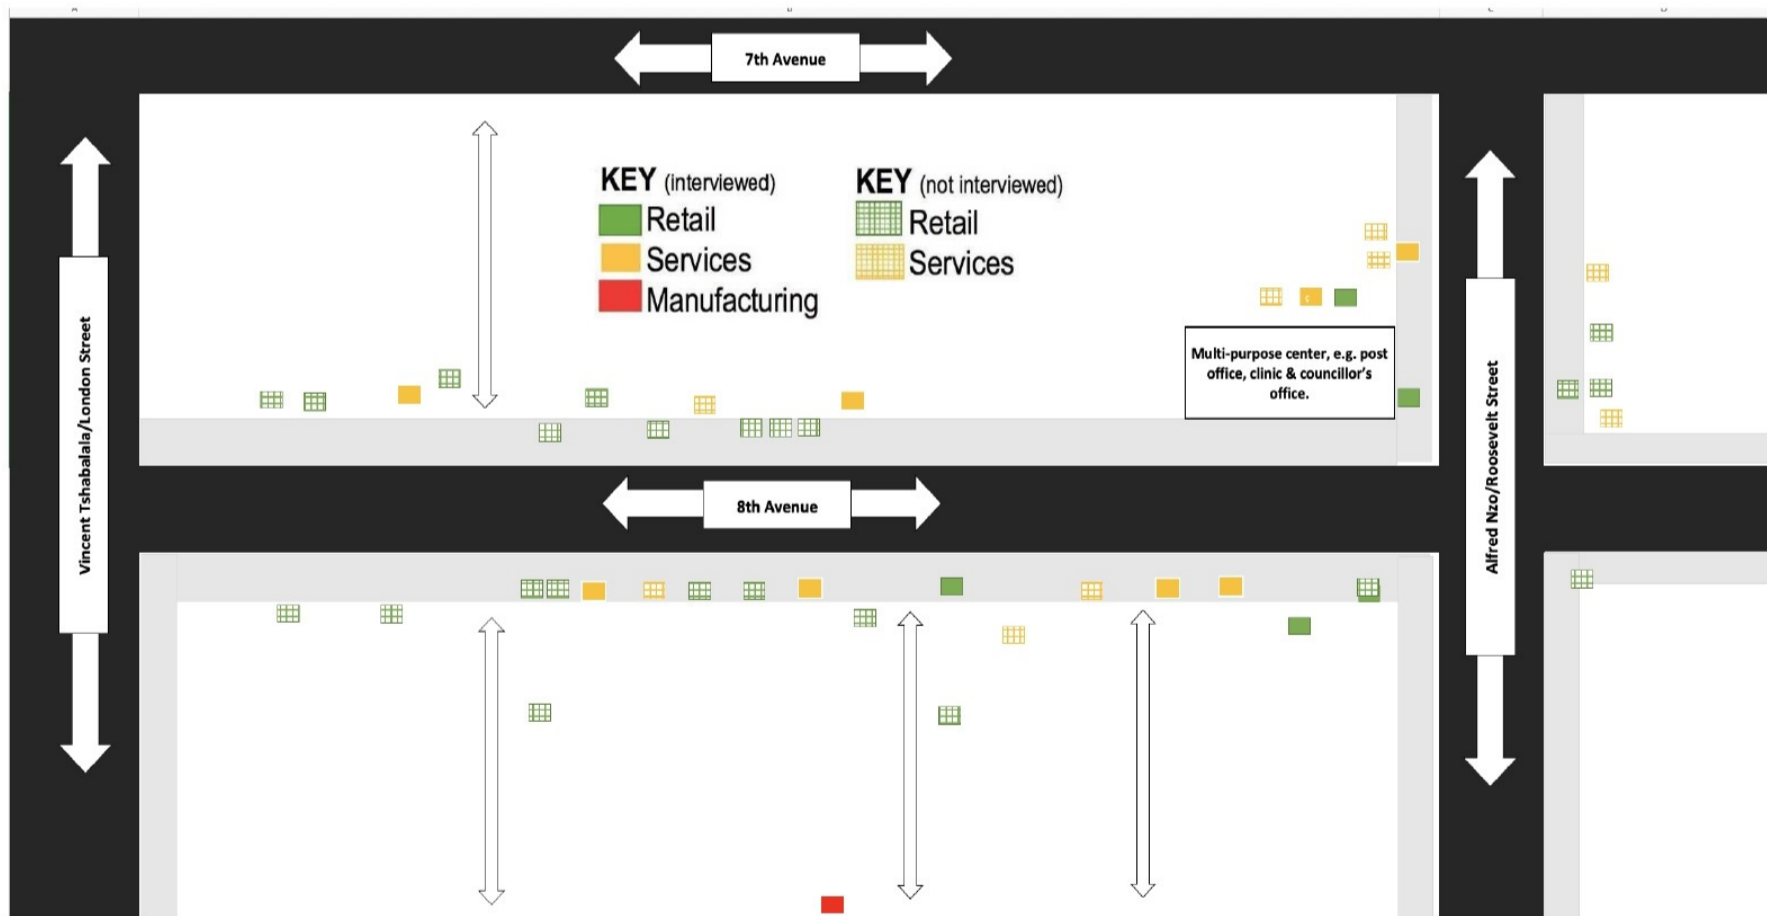 7th Avenue
KEY (interviewed)
Retail
Services
Manufacturing
KEY (not interviewed)
Retail
Services
Vincent Tshabalala/London Street
Multi-purpose center, e.g. post
office, clinic & councillor's
office.
8th Avenue
Alfred Nzo/Roosevelt Street